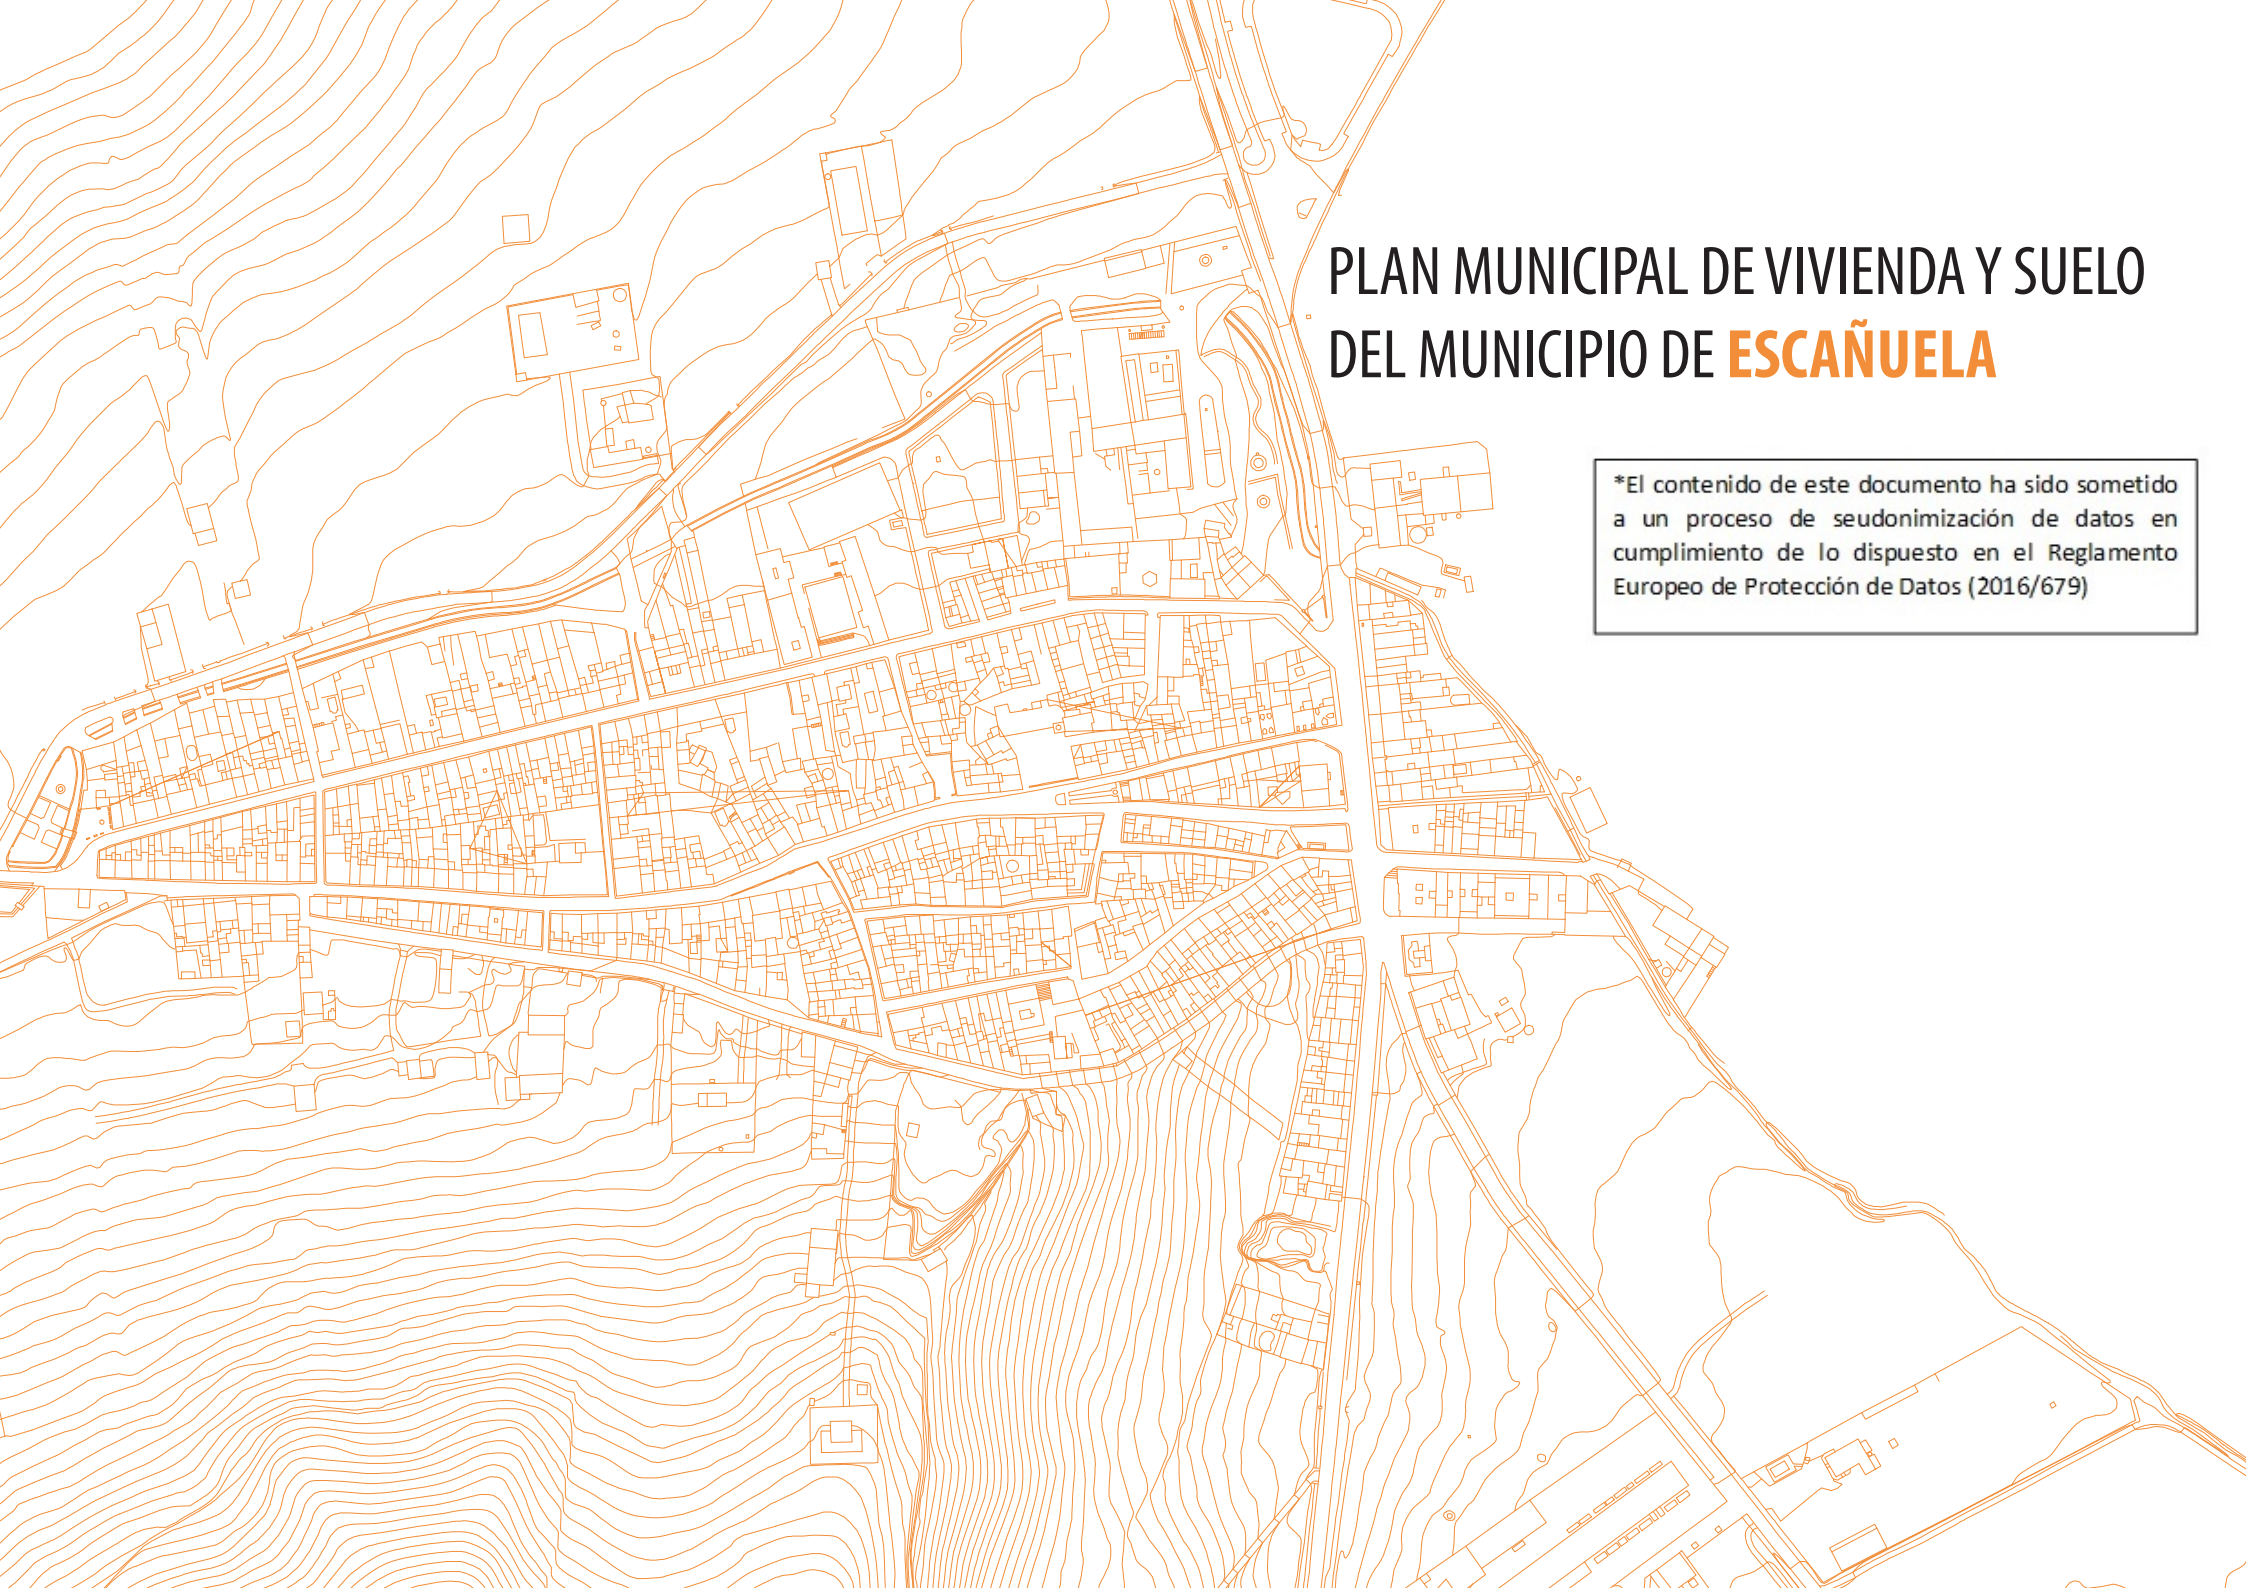 PLAN MUNICIPAL DE VIVIENDA Y SUELO
DEL MUNICIPIO DE ESCAÑUELA
*El contenido de este documento ha sido sometido
a un proceso de seudonimización de datos en
cumplimiento de lo dispuesto en el Reglamento
Europeo de Protección de Datos (2016/679)